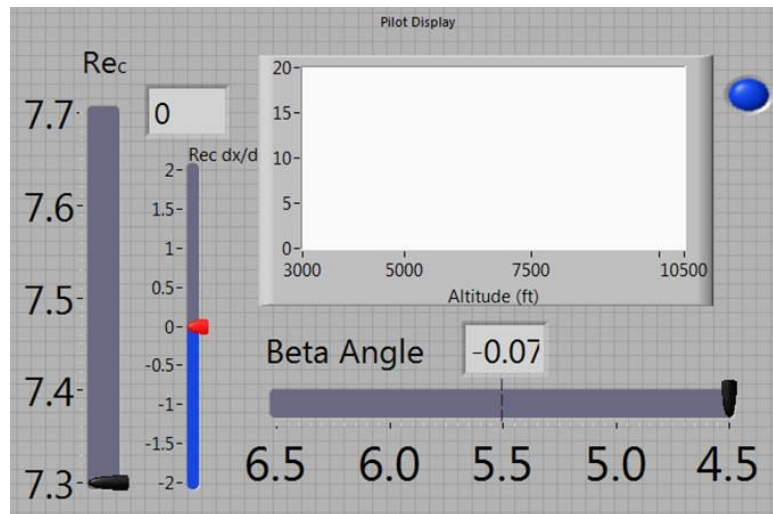 Pilot Display
Rec
0
7.7
7.6
7.5
7.4
7.3
Rec dx/d
2
1.5
1
0.5
0
-0.5
-1
-1.5
-2
20
15
10
5
0
3000 5000 7500 10500
Altitude (ft)
Beta Angle -0.07
6.5 6.0 5.5 5.0 4.5